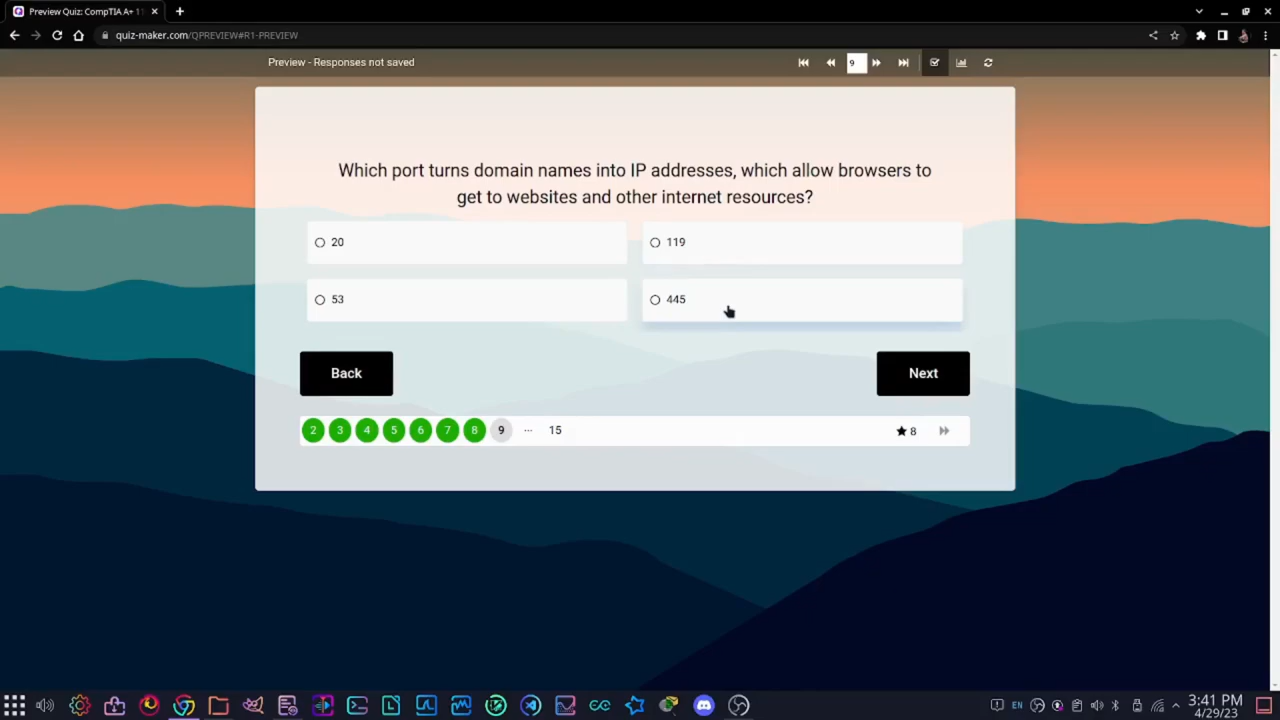 Preview Quiz: CompTIA A+ 11
quiz-maker.com/QPREVIEW#R1-PREVIEW
Preview - Responses not saved
9
Which port turns domain names into IP addresses, which allow browsers to
get to websites and other internet resources?
20
119
53
445
Back
Next
2 3 4 5 6 7 8 9 ... 15
8
EN
3:41 PM
4/29/23